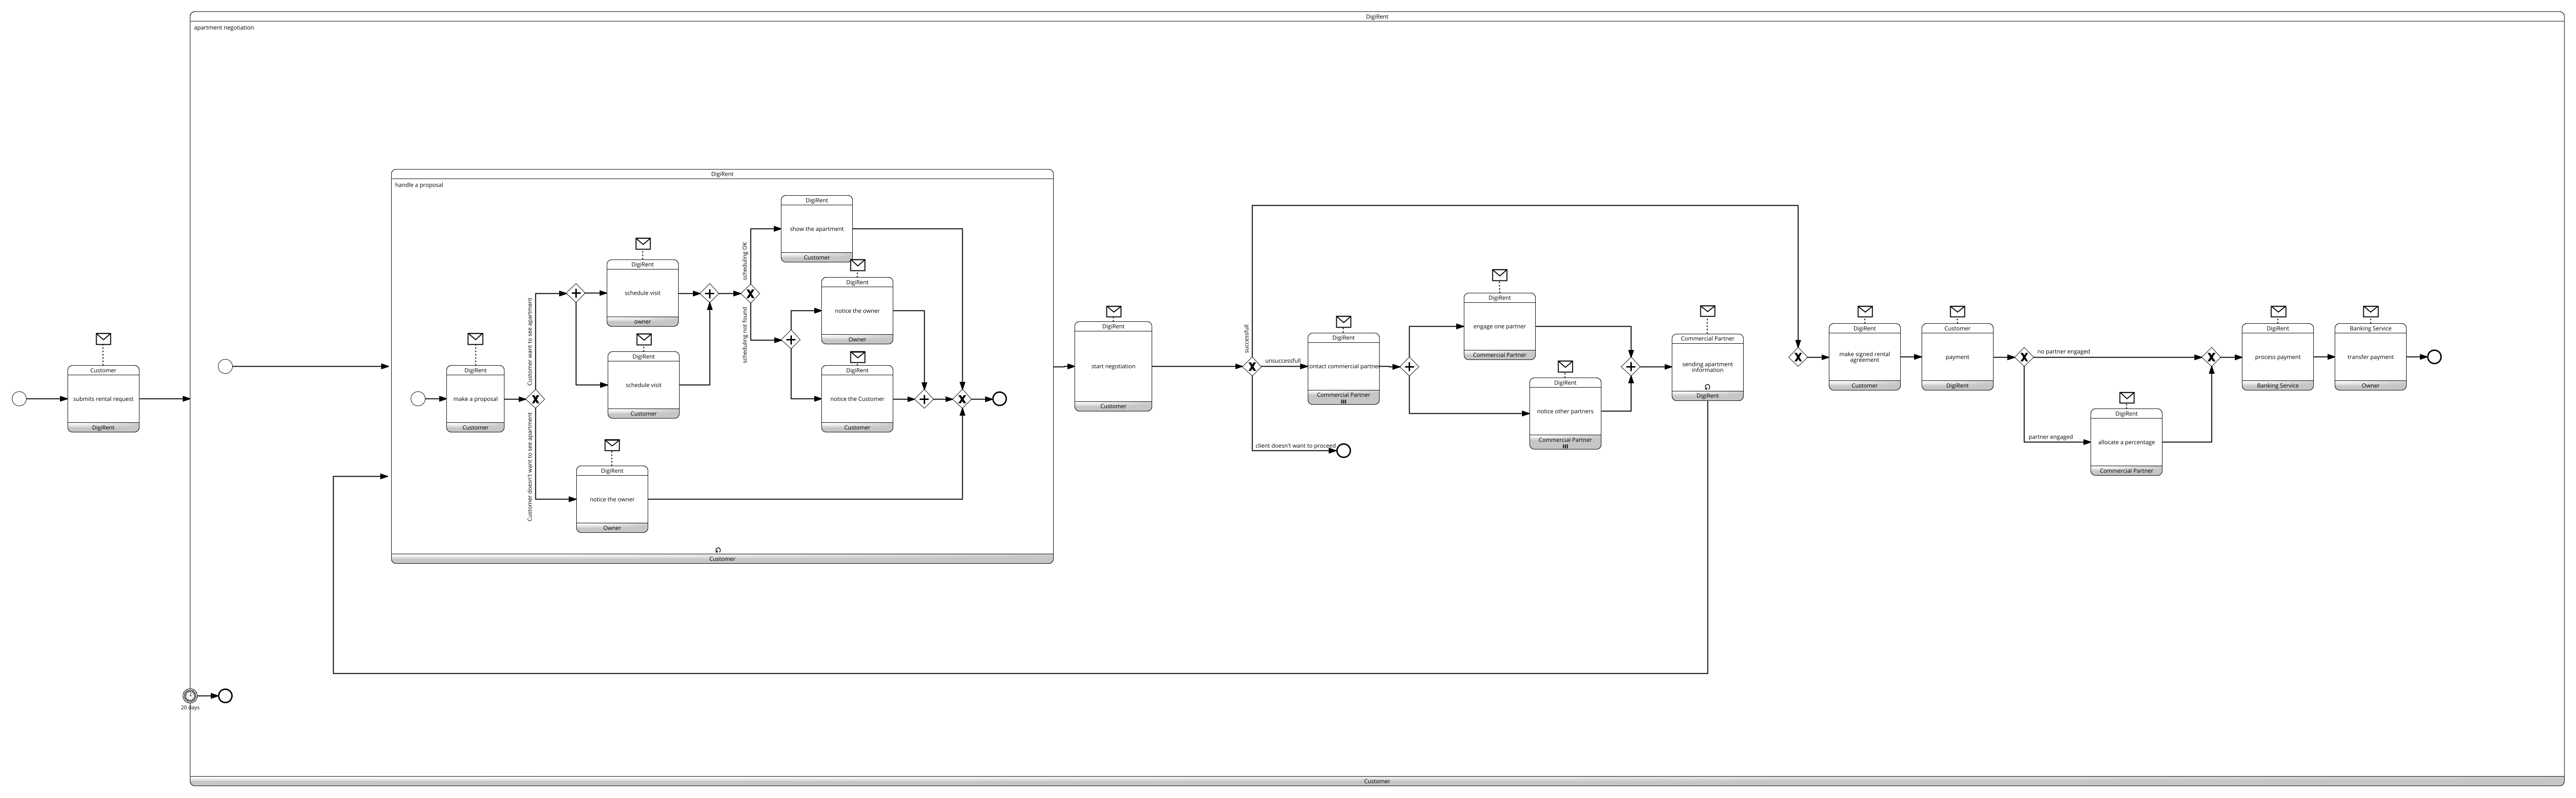 DigiRent
apartment negotiation
Customer
submits rental request
DigiRent
20 days
DigiRent
handle a proposal
DigiRent
make a proposal
Customer
Customer want to see apartment
Customer doesn't want to see apartment
DigiRent
schedule visit
owner
DigiRent
schedule visit
Customer
DigiRent
notice the owner
Owner
scheduling OK
scheduling not found
DigiRent
show the apartment
Customer
DigiRent
notice the owner
Owner
DigiRent
notice the Customer
Customer
Customer
DigiRent
start negotiation
Customer
successfull
unsuccessfull
client doesn't want to proceed
DigiRent
contact commercial partner
Commercial Partner
DigiRent
engage one partner
Commercial Partner
DigiRent
notice other partners
Commercial Partner
Commercial Partner
sending apartment
information
DigiRent
DigiRent
make signed rental
agreement
Customer
Customer
payment
DigiRent
no partner engaged
partner engaged
DigiRent
allocate a percentage
Commercial Partner
DigiRent
process payment
Banking Service
Banking Service
transfer payment
Owner
Customer